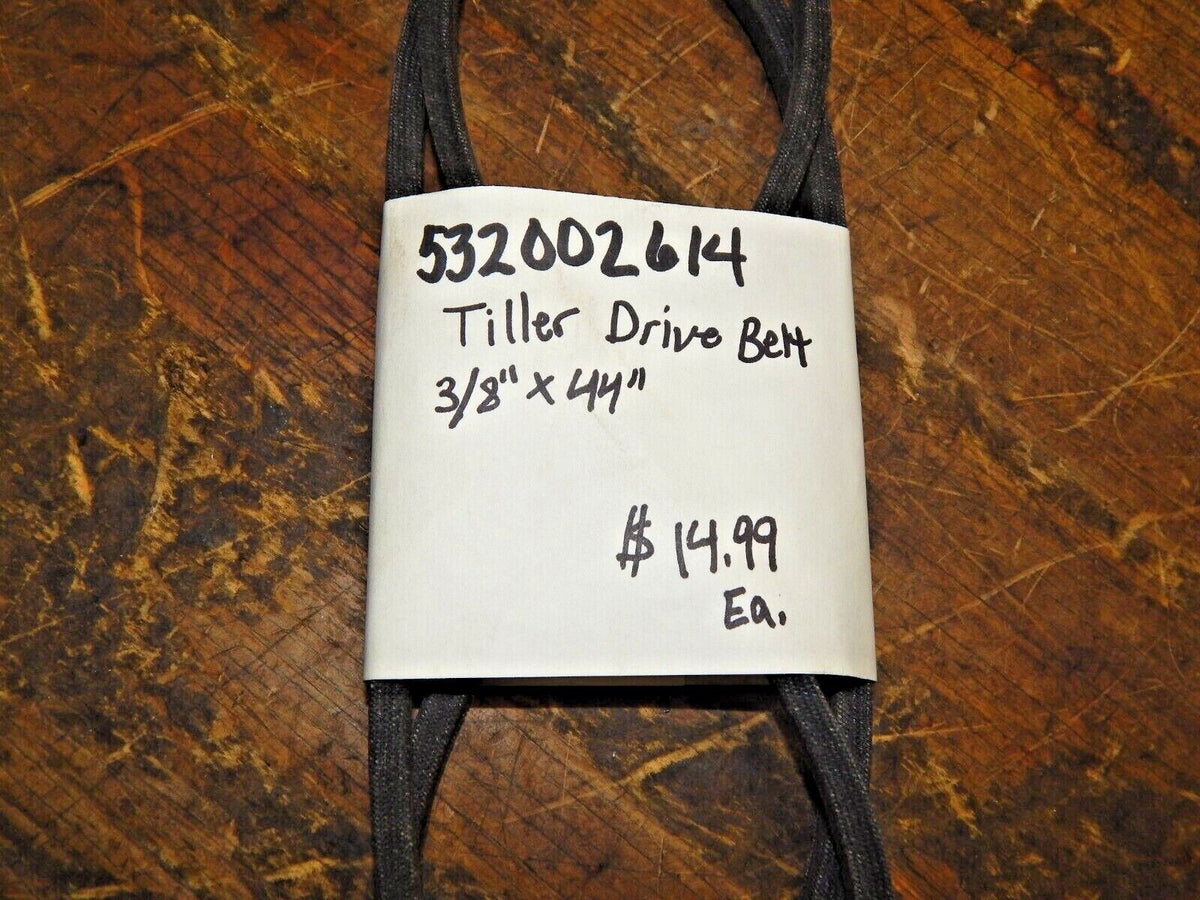 532002614
Tiller Drive Belt
3/8" x 44"
$ 14.99
Ea.